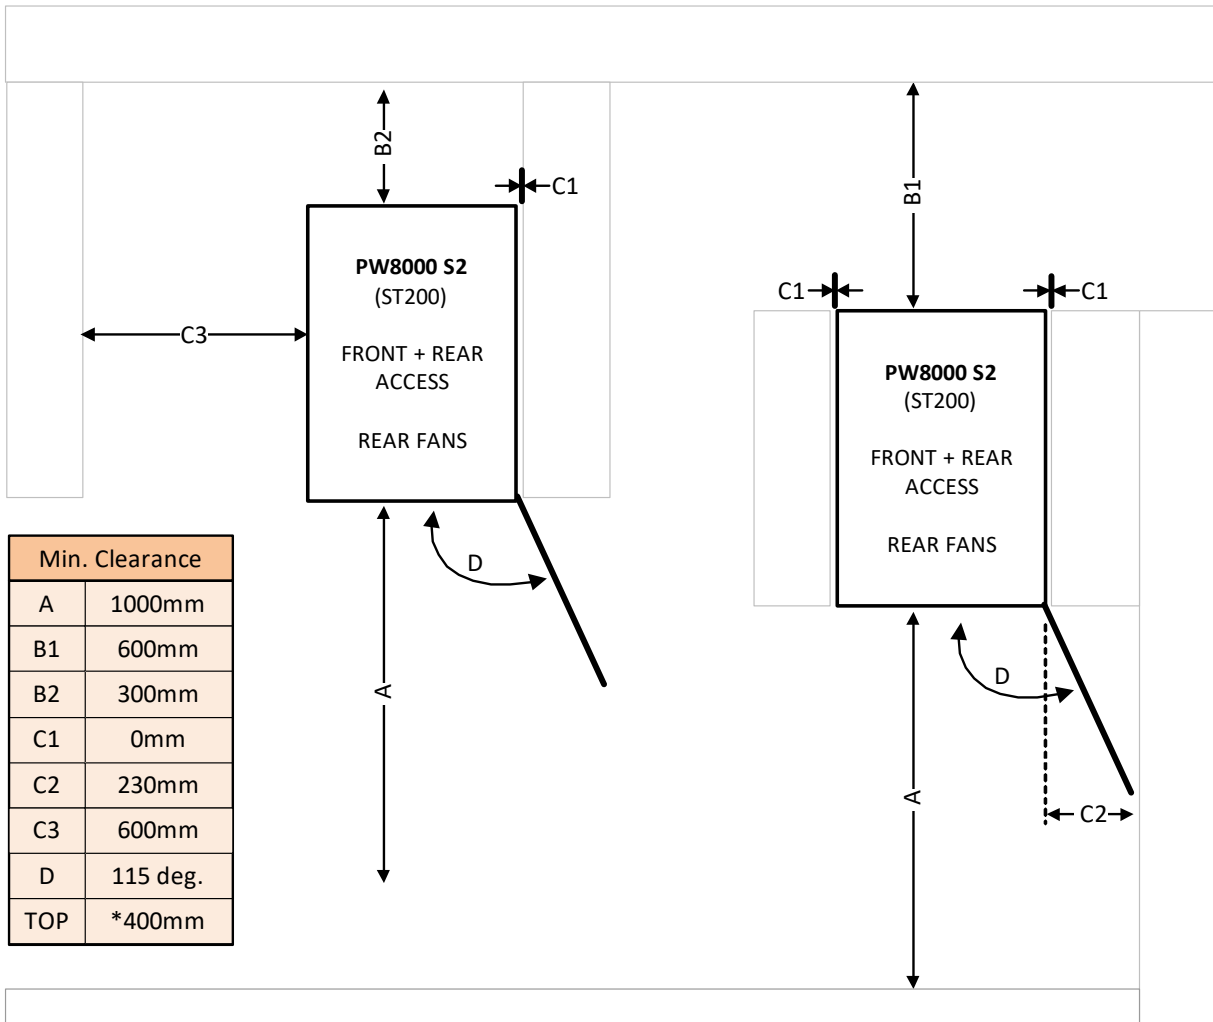 B2
C1
B1
PW8000 S2
(ST200)
FRONT + REAR
ACCESS
REAR FANS
C3
C1
C1
PW8000 S2
(ST200)
FRONT + REAR
ACCESS
REAR FANS
D
A
Min. Clearance
A 1000mm
B1 600mm
B2 300mm
C1 0mm
C2 230mm
C3 600mm
D 115 deg.
TOP *400mm
D
A
C2